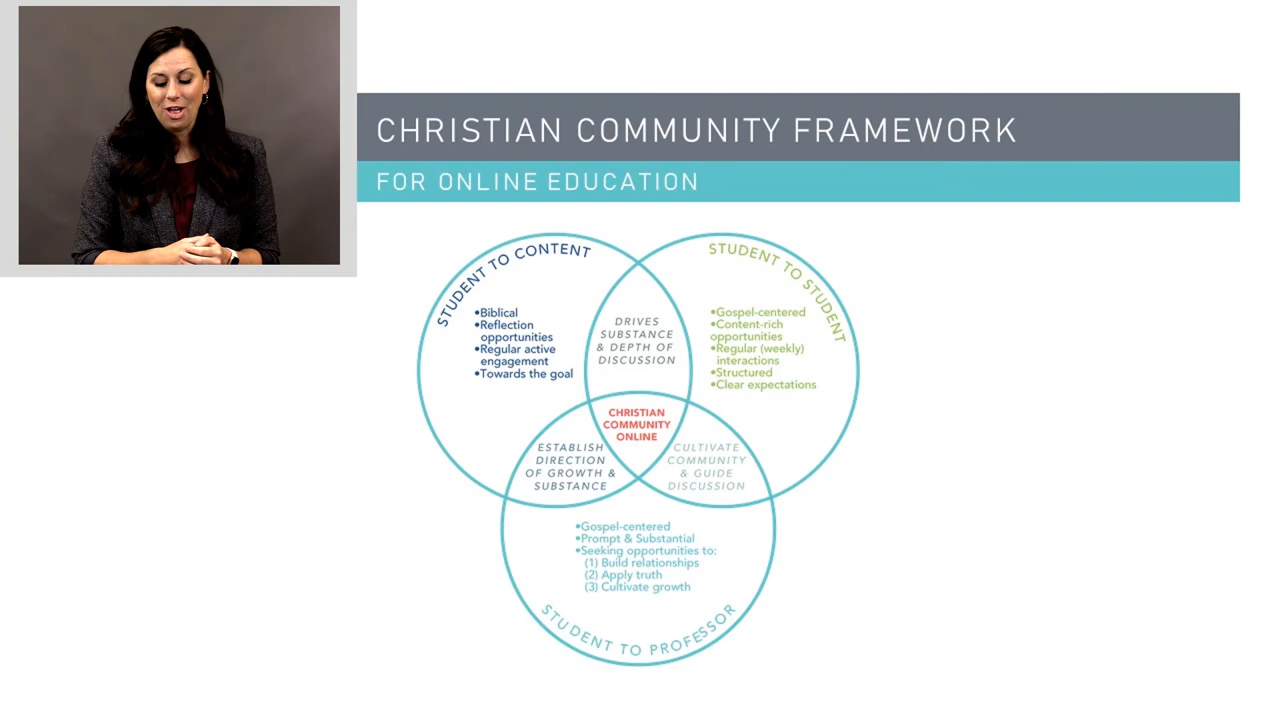 CHRISTIAN COMMUNITY FRAMEWORK
FOR ONLINE EDUCATION
STUDENT TO CONTENT
•Biblical
•Reflection
opportunities
•Regular active
engagement
•Towards the goal
DRIVES
SUBSTANCE
& DEPTH OF
DISCUSSION
STUDENT TO STUDENT
•Gospel-centered
•Content-rich
opportunities
•Regular (weekly)
interactions
•Structured
•Clear expectations
CHRISTIAN
COMMUNITY
ONLINE
ESTABLISH
DIRECTION
OF GROWTH &
SUBSTANCE
CULTIVATE
COMMUNITY
& GUIDE
DISCUSSION
•Gospel-centered
•Prompt & Substantial
•Seeking opportunities to:
(1) Build relationships
(2) Apply truth
(3) Cultivate growth
STUDENT TO PROFESSOR